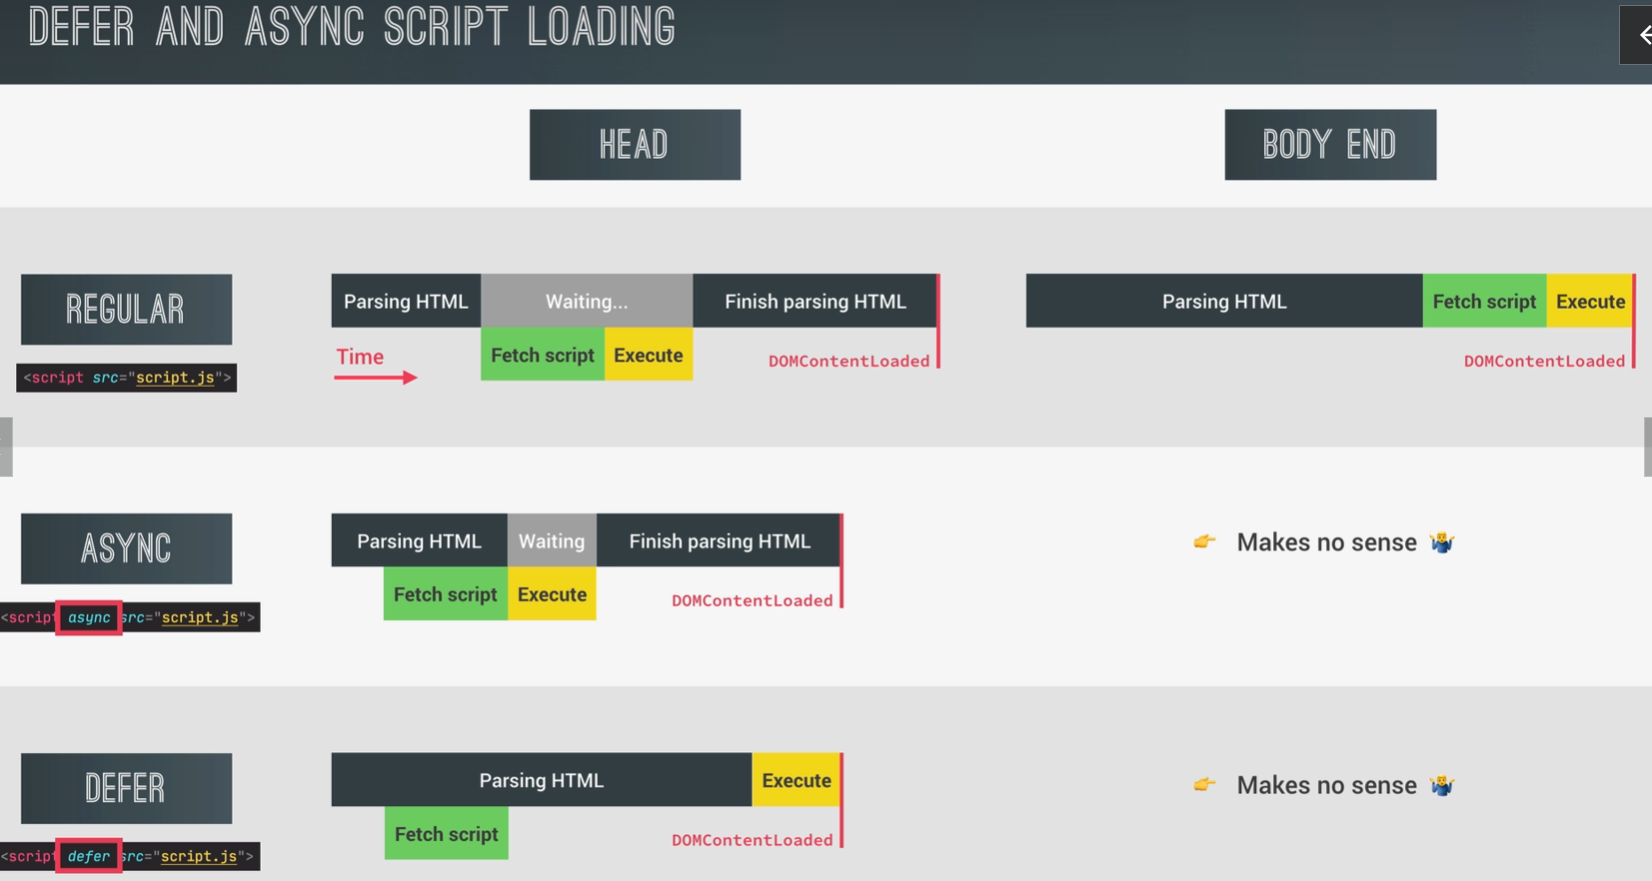 DEFER AND ASYNC SCRIPT LOADING
HEAD
BODY END
REGULAR
<script src="script.js">
Parsing HTML
Waiting...
Finish parsing HTML
Time
Fetch script
Execute
DOMContentLoaded
Parsing HTML
Fetch script
Execute
DOMContentLoaded
ASYNC
<script async src="script.js">
Parsing HTML
Waiting
Finish parsing HTML
Fetch script
Execute
DOMContentLoaded
👉 Makes no sense 🤷‍♂️
DEFER
<script defer src="script.js">
Parsing HTML
Execute
Fetch script
DOMContentLoaded
👉 Makes no sense 🤷‍♂️